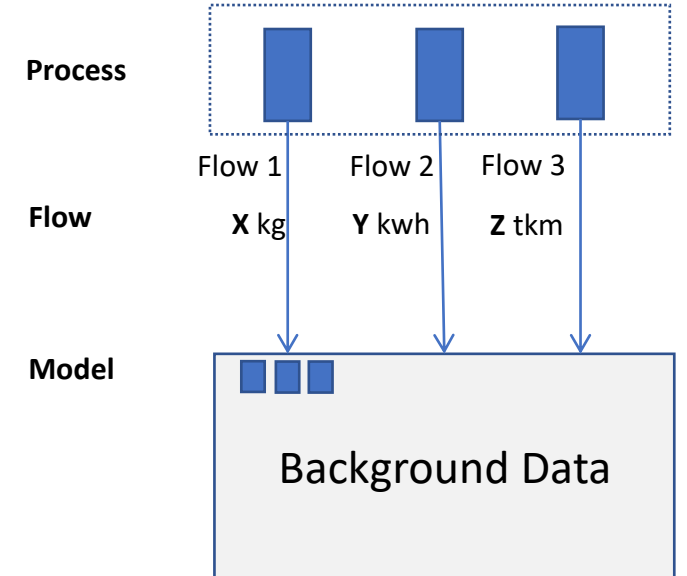 Process
Flow 1 Flow 2 Flow 3
Flow X kg Y kwh Z tkm
Model
Background Data